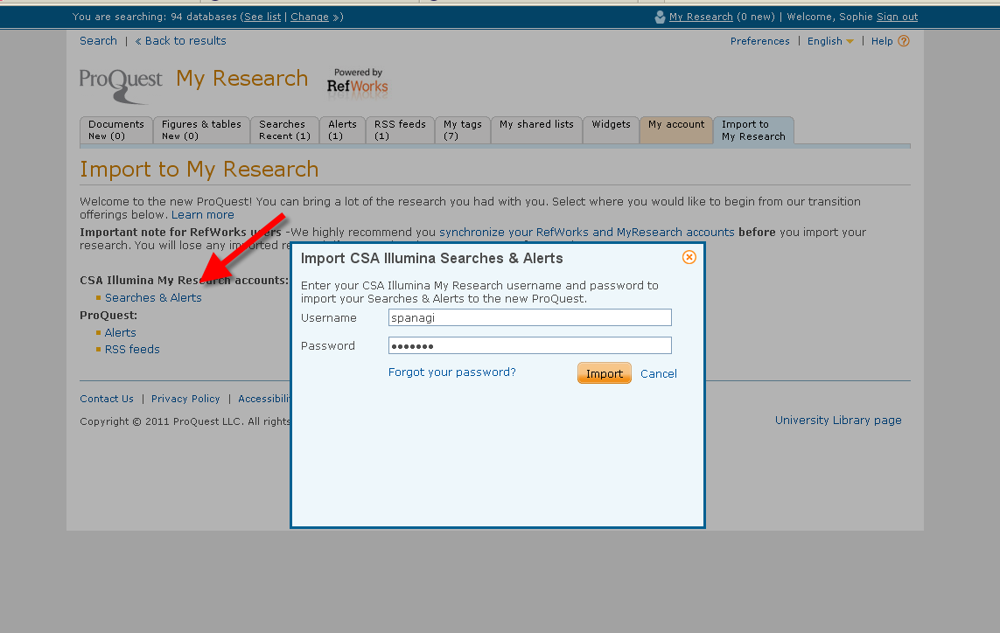 You are searching: 94 databases (See list | Change »)
My Research (0 new) | Welcome, Sophie Sign out
Search | « Back to results
Preferences | English | Help ?
ProQuest My Research Powered by RefWorks
Documents New (0)
Figures & tables New (0)
Searches Recent (1)
Alerts (1)
RSS feeds (1)
My tags (7)
My shared lists
Widgets
My account
Import to My Research
Import to My Research
Welcome to the new ProQuest! You can bring a lot of the research you had with you. Select where you would like to begin from our transition
offerings below. Learn more
Important note for RefWorks users -We highly recommend you synchronize your RefWorks and MyResearch accounts before you import your
research. You will lose any imported
CSA Illumina My Research accounts:
Searches & Alerts
ProQuest:
Alerts
RSS feeds
Import CSA Illumina Searches & Alerts
Enter your CSA Illumina My Research username and password to
import your Searches & Alerts to the new ProQuest.
Username spanagi
Password •••••••
Forgot your password? Import Cancel
Contact Us | Privacy Policy |
Copyright © 2011 ProQuest LLC. All rights
University Library page